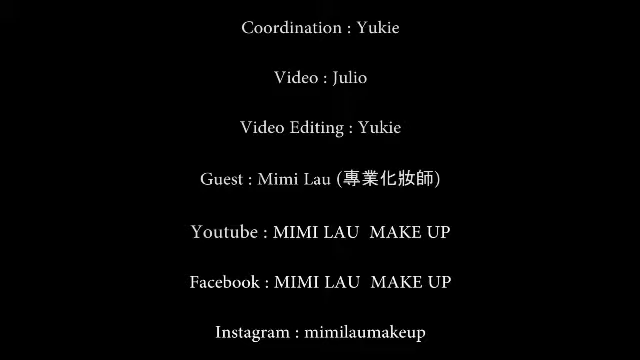 Coordination : Yukie
Video : Julio
Video Editing : Yukie
Guest : Mimi Lau (專業化妝師)
Youtube : MIMI LAU  MAKE UP
Facebook : MIMI LAU  MAKE UP
Instagram : mimilaumakeup